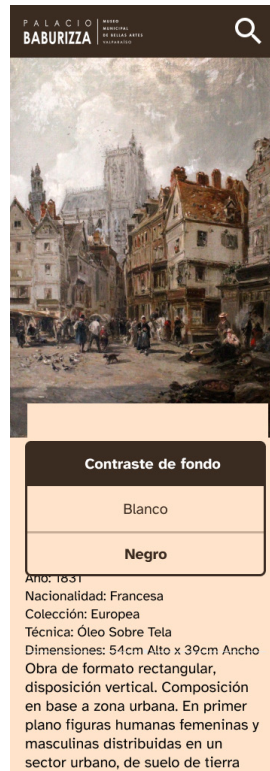 PALACIO
BABURIZZA
MUSEO
MUNICIPAL
DE BELLAS ARTES
VALPARAÍSO
Contraste de fondo
Blanco
Negro
Año: 1831
Nacionalidad: Francesa
Colección: Europea
Técnica: Óleo Sobre Tela
Dimensiones: 54cm Alto x 39cm Ancho
Obra de formato rectangular,
disposición vertical. Composición
en base a zona urbana. En primer
plano figuras humanas femeninas y
masculinas distribuidas en un
sector urbano, de suelo de tierra